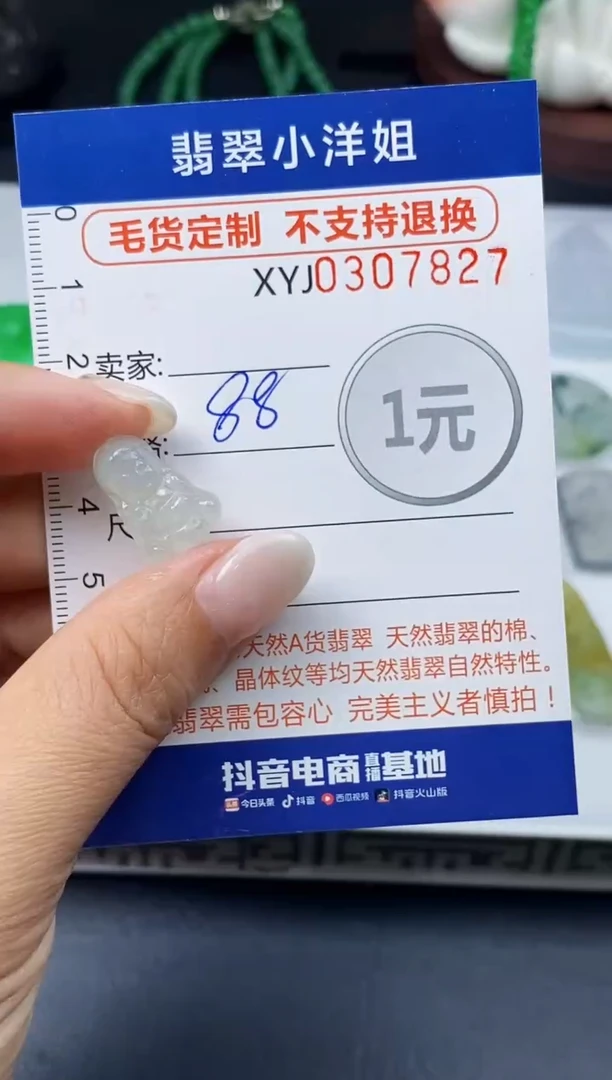 翡翠小洋姐
毛货定制 不支持退换
XYJ0307827
0
1
2
卖家:
88
1元
4
尺
5
天然A货翡翠 天然翡翠的棉、
、晶体纹等均天然翡翠自然特性。
翡翠需包容心 完美主义者慎拍！
抖音电商直播基地
今日头条 抖音 西瓜视频 抖音火山版